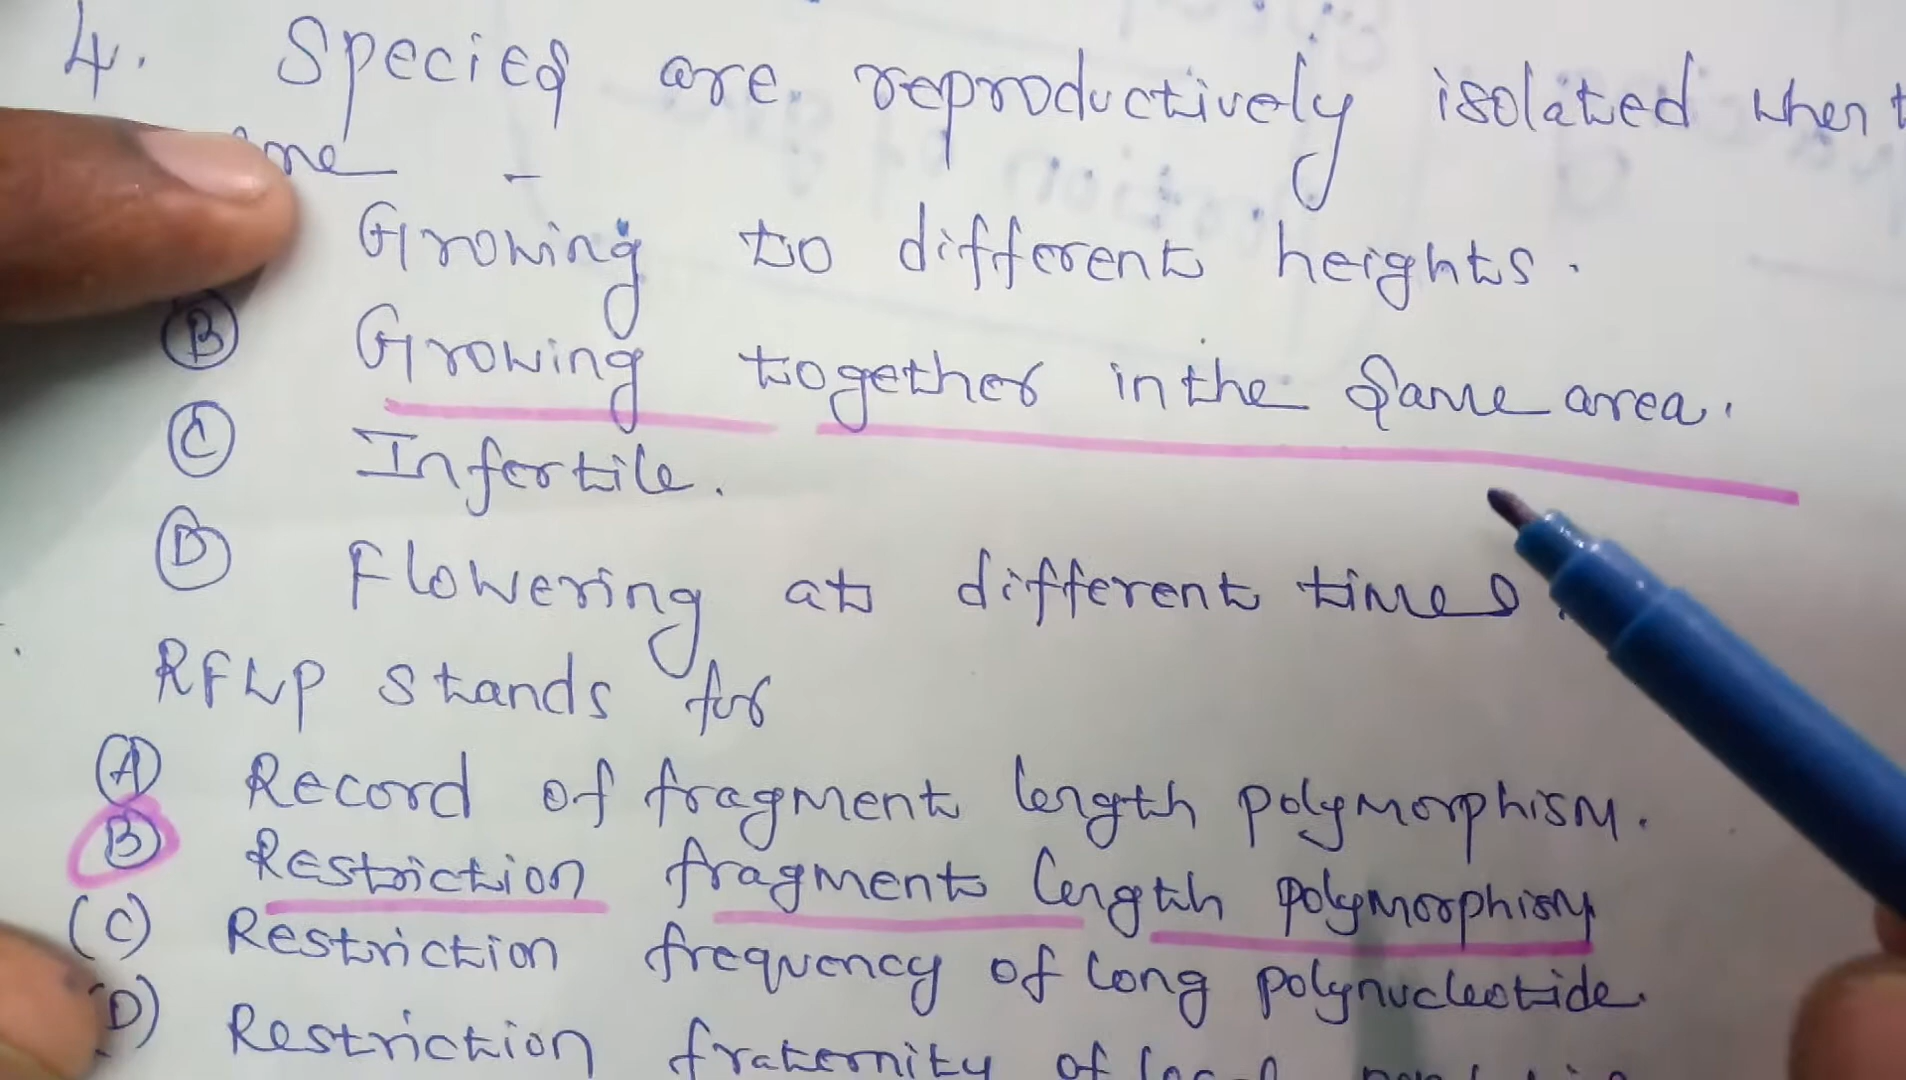 4. Species are reproductively isolated when
Growing to different heights.
(B) Growing together in the same area.
(C) Infertile.
(D) Flowering at different times.
RFLP stands for
(A) Record of fragment length polymorphism.
(B) Restriction fragment length polymorphism
(C) Restriction frequency of long polynucleotide.
(D) Restriction fraternity of